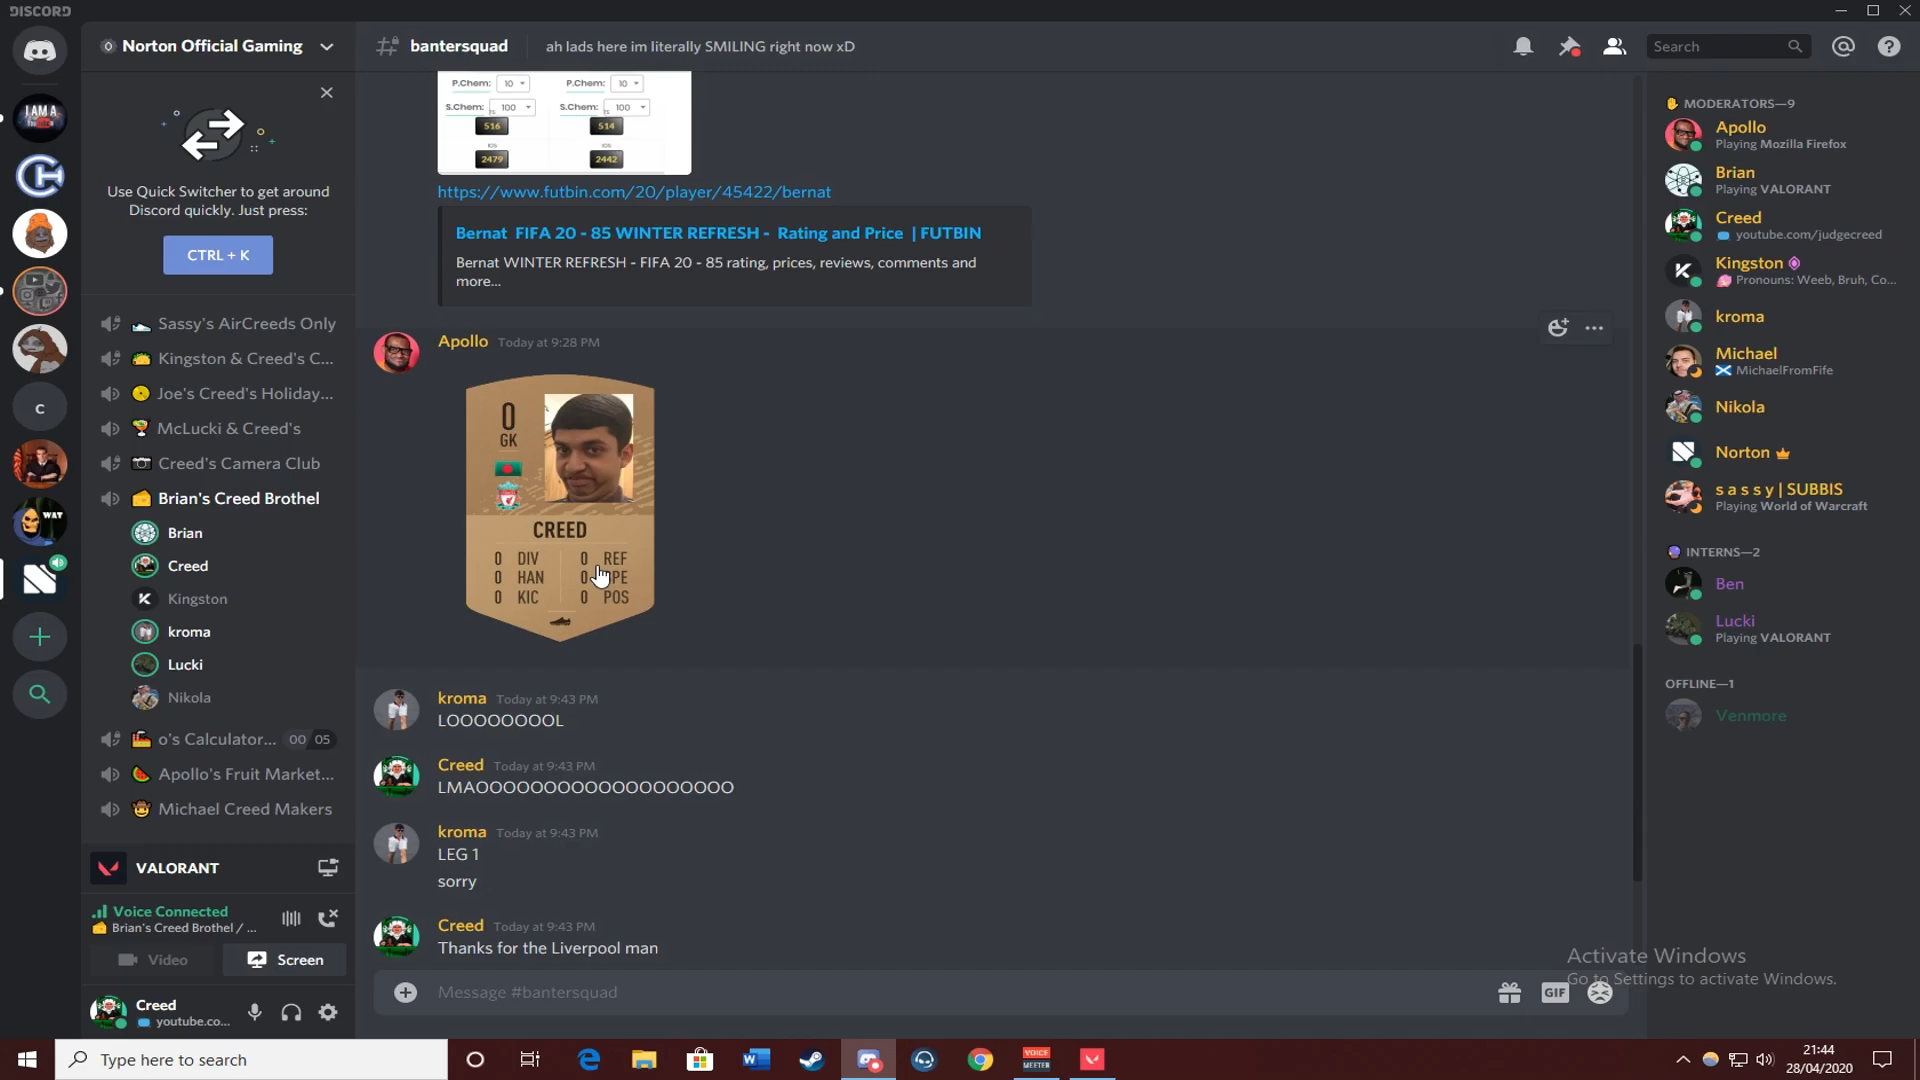 DISCORD
Norton Official Gaming
bantersquad
ah lads here im literally SMILING right now xD
Search
Use Quick Switcher to get around
Discord quickly. Just press:
CTRL + K
Sassy's AirCreeds Only
Kingston & Creed's C...
Joe's Creed's Holiday...
McLucki & Creed's
Creed's Camera Club
Brian's Creed Brothel
Brian
Creed
Kingston
kroma
Lucki
Nikola
o's Calculator... 00 05
Apollo's Fruit Market...
Michael Creed Makers
VALORANT
Voice Connected
Brian's Creed Brothel / ...
Video
Screen
Creed
youtube.co...
P.Chem: 10 P.Chem: 10
S.Chem: 100 S.Chem: 100
516 514
IGS IGS
2479 2442
https://www.futbin.com/20/player/45422/bernat
Bernat FIFA 20 - 85 WINTER REFRESH - Rating and Price | FUTBIN
Bernat WINTER REFRESH - FIFA 20 - 85 rating, prices, reviews, comments and
more...
Apollo Today at 9:28 PM
0
GK
CREED
0 DIV 0 REF
0 HAN 0 PE
0 KIC 0 POS
kroma Today at 9:43 PM
LOOOOOOOOL
Creed Today at 9:43 PM
LMAOOOOOOOOOOOOOOOOOOO
kroma Today at 9:43 PM
LEG 1
sorry
Creed Today at 9:43 PM
Thanks for the Liverpool man
Message #bantersquad
GIF
MODERATORS—9
Apollo
Playing Mozilla Firefox
Brian
Playing VALORANT
Creed
youtube.com/judgecreed
Kingston
Pronouns: Weeb, Bruh, Co...
kroma
Michael
MichaelFromFife
Nikola
Norton
s a s s y | SUBBIS
Playing World of Warcraft
INTERNS—2
Ben
Lucki
Playing VALORANT
OFFLINE—1
Venmore
Activate Windows
Go to Settings to activate Windows.
I AM A
C
WAT
Type here to search
VOICE
MEETER
21:44
28/04/2020